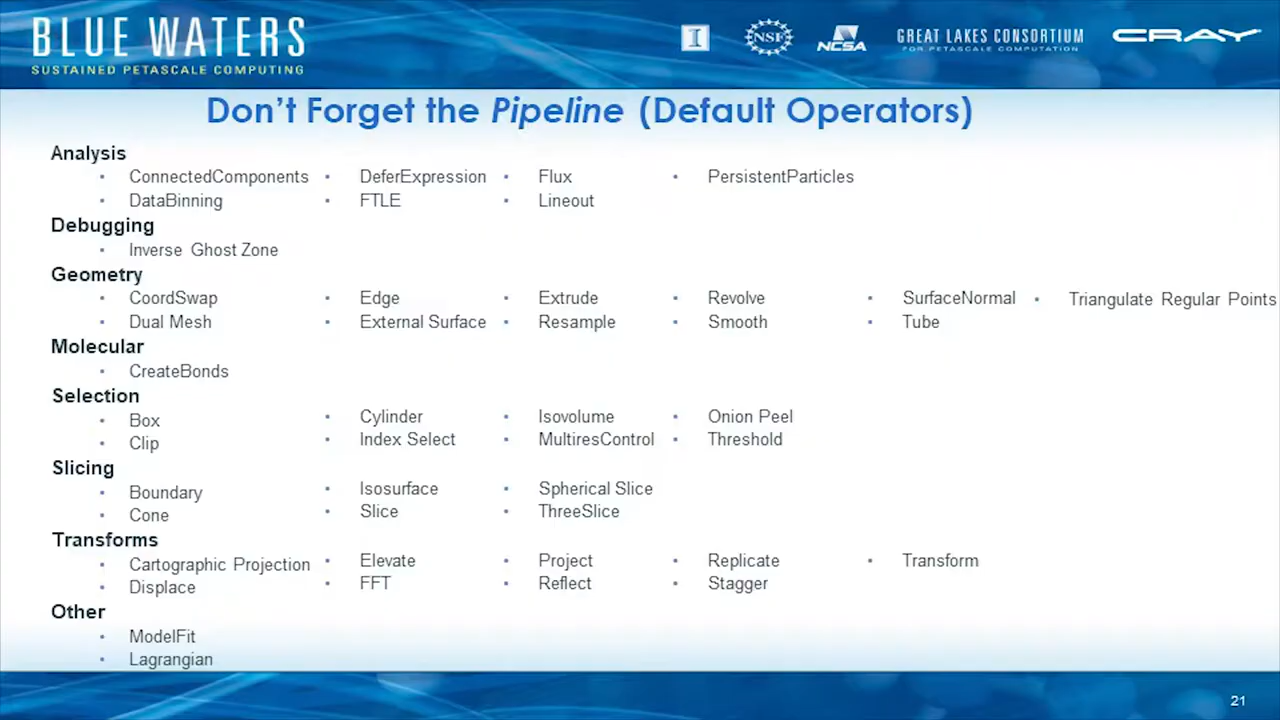 BLUE WATERS
SUSTAINED PETASCALE COMPUTING
I NSF NCSA GREAT LAKES CONSORTIUM CRAY
FOR PETASCALE COMPUTATION
Don't Forget the Pipeline (Default Operators)
Analysis
• ConnectedComponents • DeferExpression • Flux • PersistentParticles
• DataBinning • FTLE • Lineout
Debugging
• Inverse Ghost Zone
Geometry
• CoordSwap • Edge • Extrude • Revolve • SurfaceNormal • Triangulate Regular Points
• Dual Mesh • External Surface • Resample • Smooth • Tube
Molecular
• CreateBonds
Selection
• Box • Cylinder • Isovolume • Onion Peel
• Clip • Index Select • MultiresControl • Threshold
Slicing
• Boundary • Isosurface • Spherical Slice
• Cone • Slice • ThreeSlice
Transforms
• Cartographic Projection • Elevate • Project • Replicate • Transform
• Displace • FFT • Reflect • Stagger
Other
• ModelFit
• Lagrangian
21